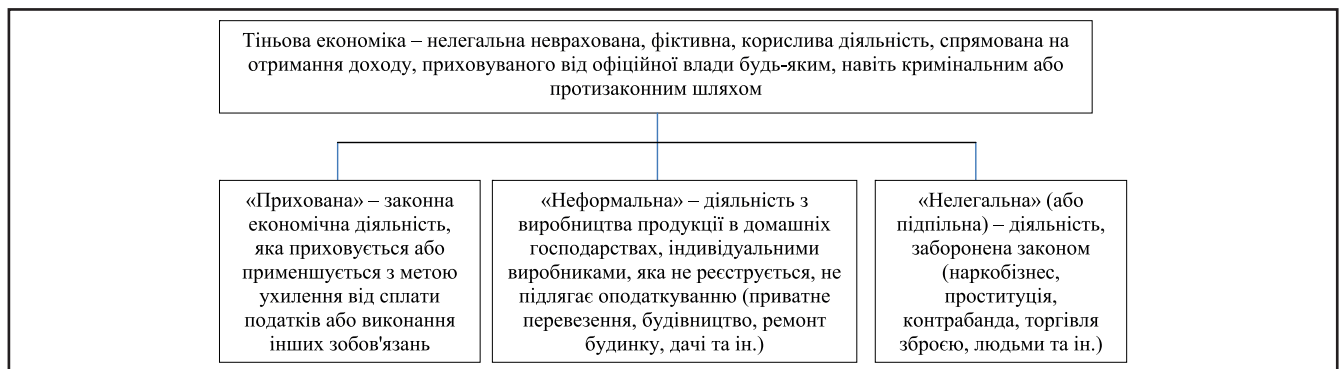 Тіньова економіка – нелегальна неврахована, фіктивна, корислива діяльність, спрямована на
отримання доходу, приховуваного від офіційної влади будь-яким, навіть кримінальним або
протизаконним шляхом
«Прихована» – законна
економічна діяльність,
яка приховується або
применшується з метою
ухилення від сплати
податків або виконання
інших зобов'язань
«Неформальна» – діяльність з
виробництва продукції в домашніх
господарствах, індивідуальними
виробниками, яка не реєструється, не
підлягає оподаткуванню (приватне
перевезення, будівництво, ремонт
будинку, дачі та ін.)
«Нелегальна» (або
підпільна) – діяльність,
заборонена законом
(наркобізнес,
проституція,
контрабанда, торгівля
зброєю, людьми та ін.)